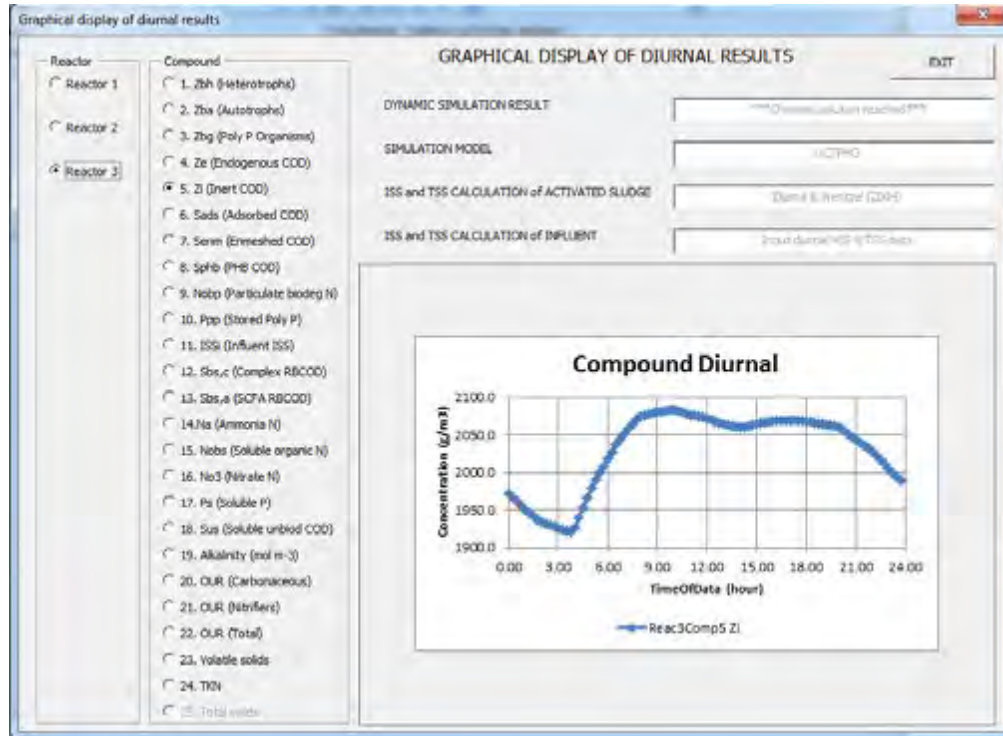 Graphical display of diurnal results
Reactor
Reactor 1
Reactor 2
Reactor 3
Compound
1. Zbh (Heterotrophs)
2. Zba (Autotrophs)
3. Zbg (Poly P Organisms)
4. Ze (Endogenous COD)
5. Zi (Inert COD)
6. Sads (Adsorbed COD)
7. Senm (Enmeshed COD)
8. Sphb (PHB COD)
9. Nobp (Particulate biodeg N)
10. Ppp (Stored Poly P)
11. ISSi (Influent ISS)
12. Sbs,c (Complex RBCOD)
13. Sbs,a (SCFA RBCOD)
14.Na (Ammonia N)
15. Nobs (Soluble organic N)
16. No3 (Nitrate N)
17. Ps (Soluble P)
18. Sus (Soluble unbiod COD)
19. Alkalinity (mol m-3)
20. OUR (Carbonaceous)
21. OUR (Nitrifiers)
22. OUR (Total)
23. Volatile solids
24. TKN
25. Total solids
GRAPHICAL DISPLAY OF DIURNAL RESULTS
EXIT
DYNAMIC SIMULATION RESULT
SIMULATION MODEL
UCTPHO
ISS and TSS CALCULATION of ACTIVATED SLUDGE
ISS and TSS CALCULATION of INFLUENT
Compound Diurnal
Concentration (g/m3)
2100.0
2050.0
2000.0
1950.0
1900.0
0.00 3.00 6.00 9.00 12.00 15.00 18.00 21.00 24.00
TimeOfData (hour)
Reac3Comp5 Zi